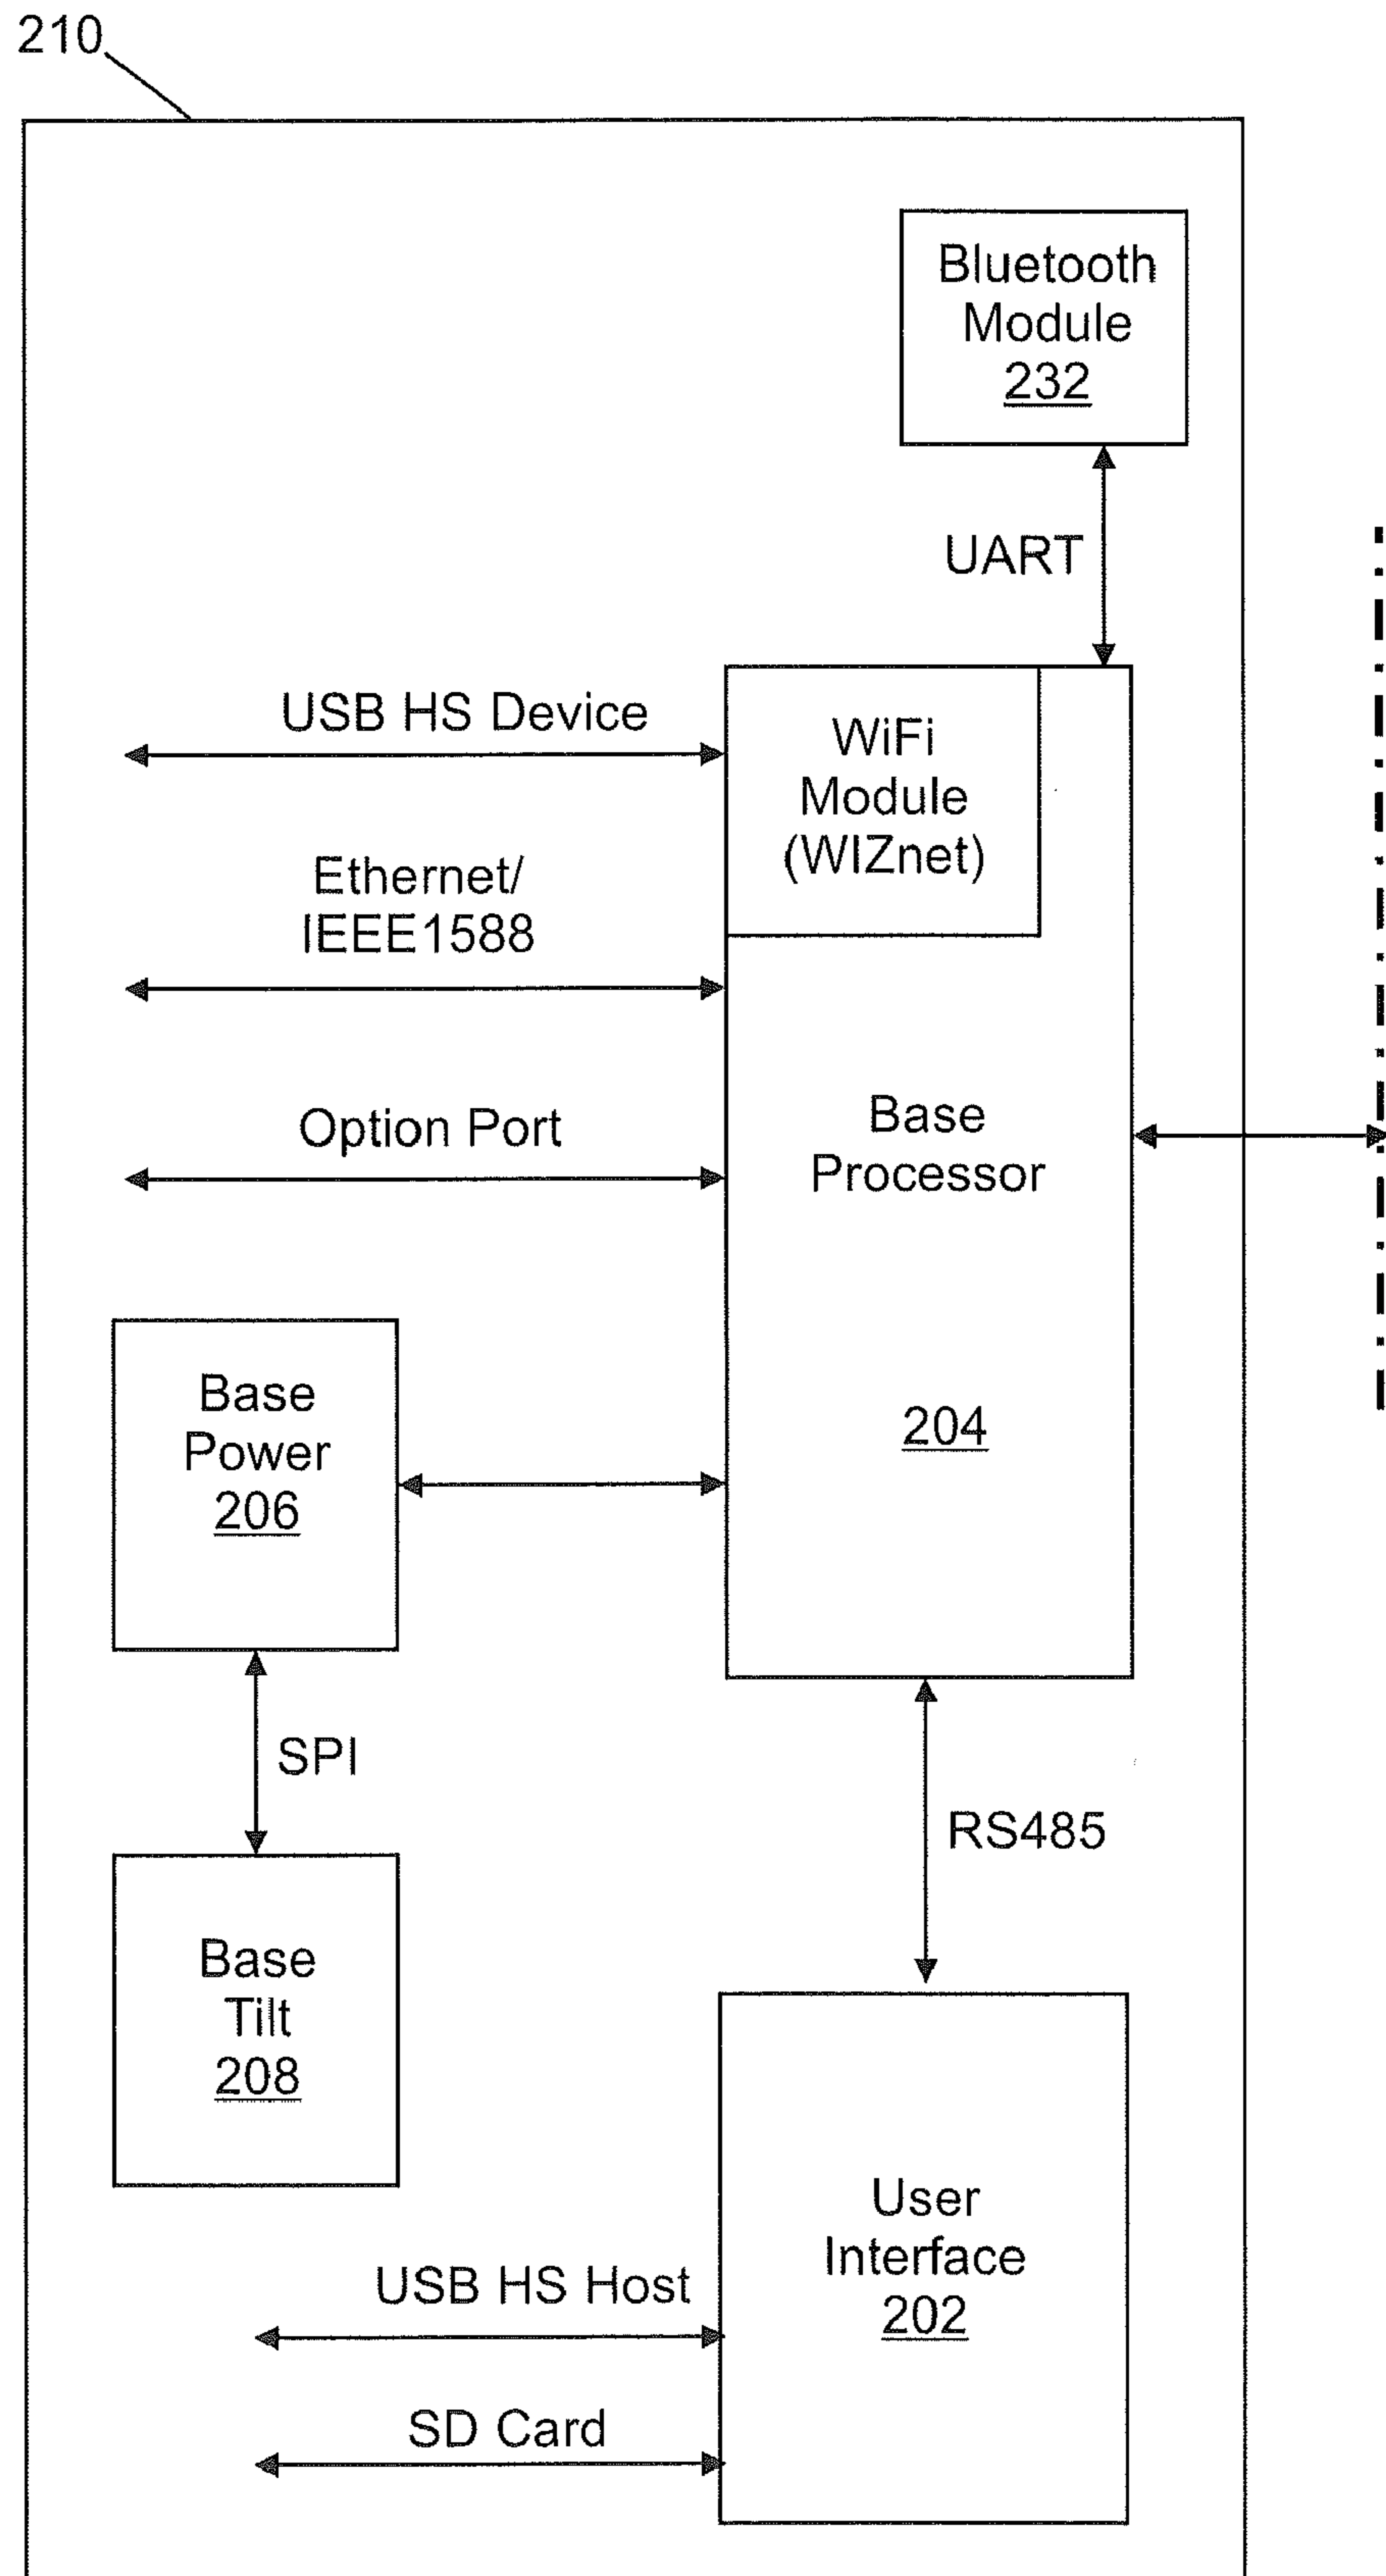 210
Bluetooth
Module
232
UART
USB HS Device
WiFi
Module
(WIZnet)
Ethernet/
IEEE1588
Option Port
Base
Processor
204
Base
Power
206
SPI
RS485
Base
Tilt
208
User
Interface
202
USB HS Host
SD Card